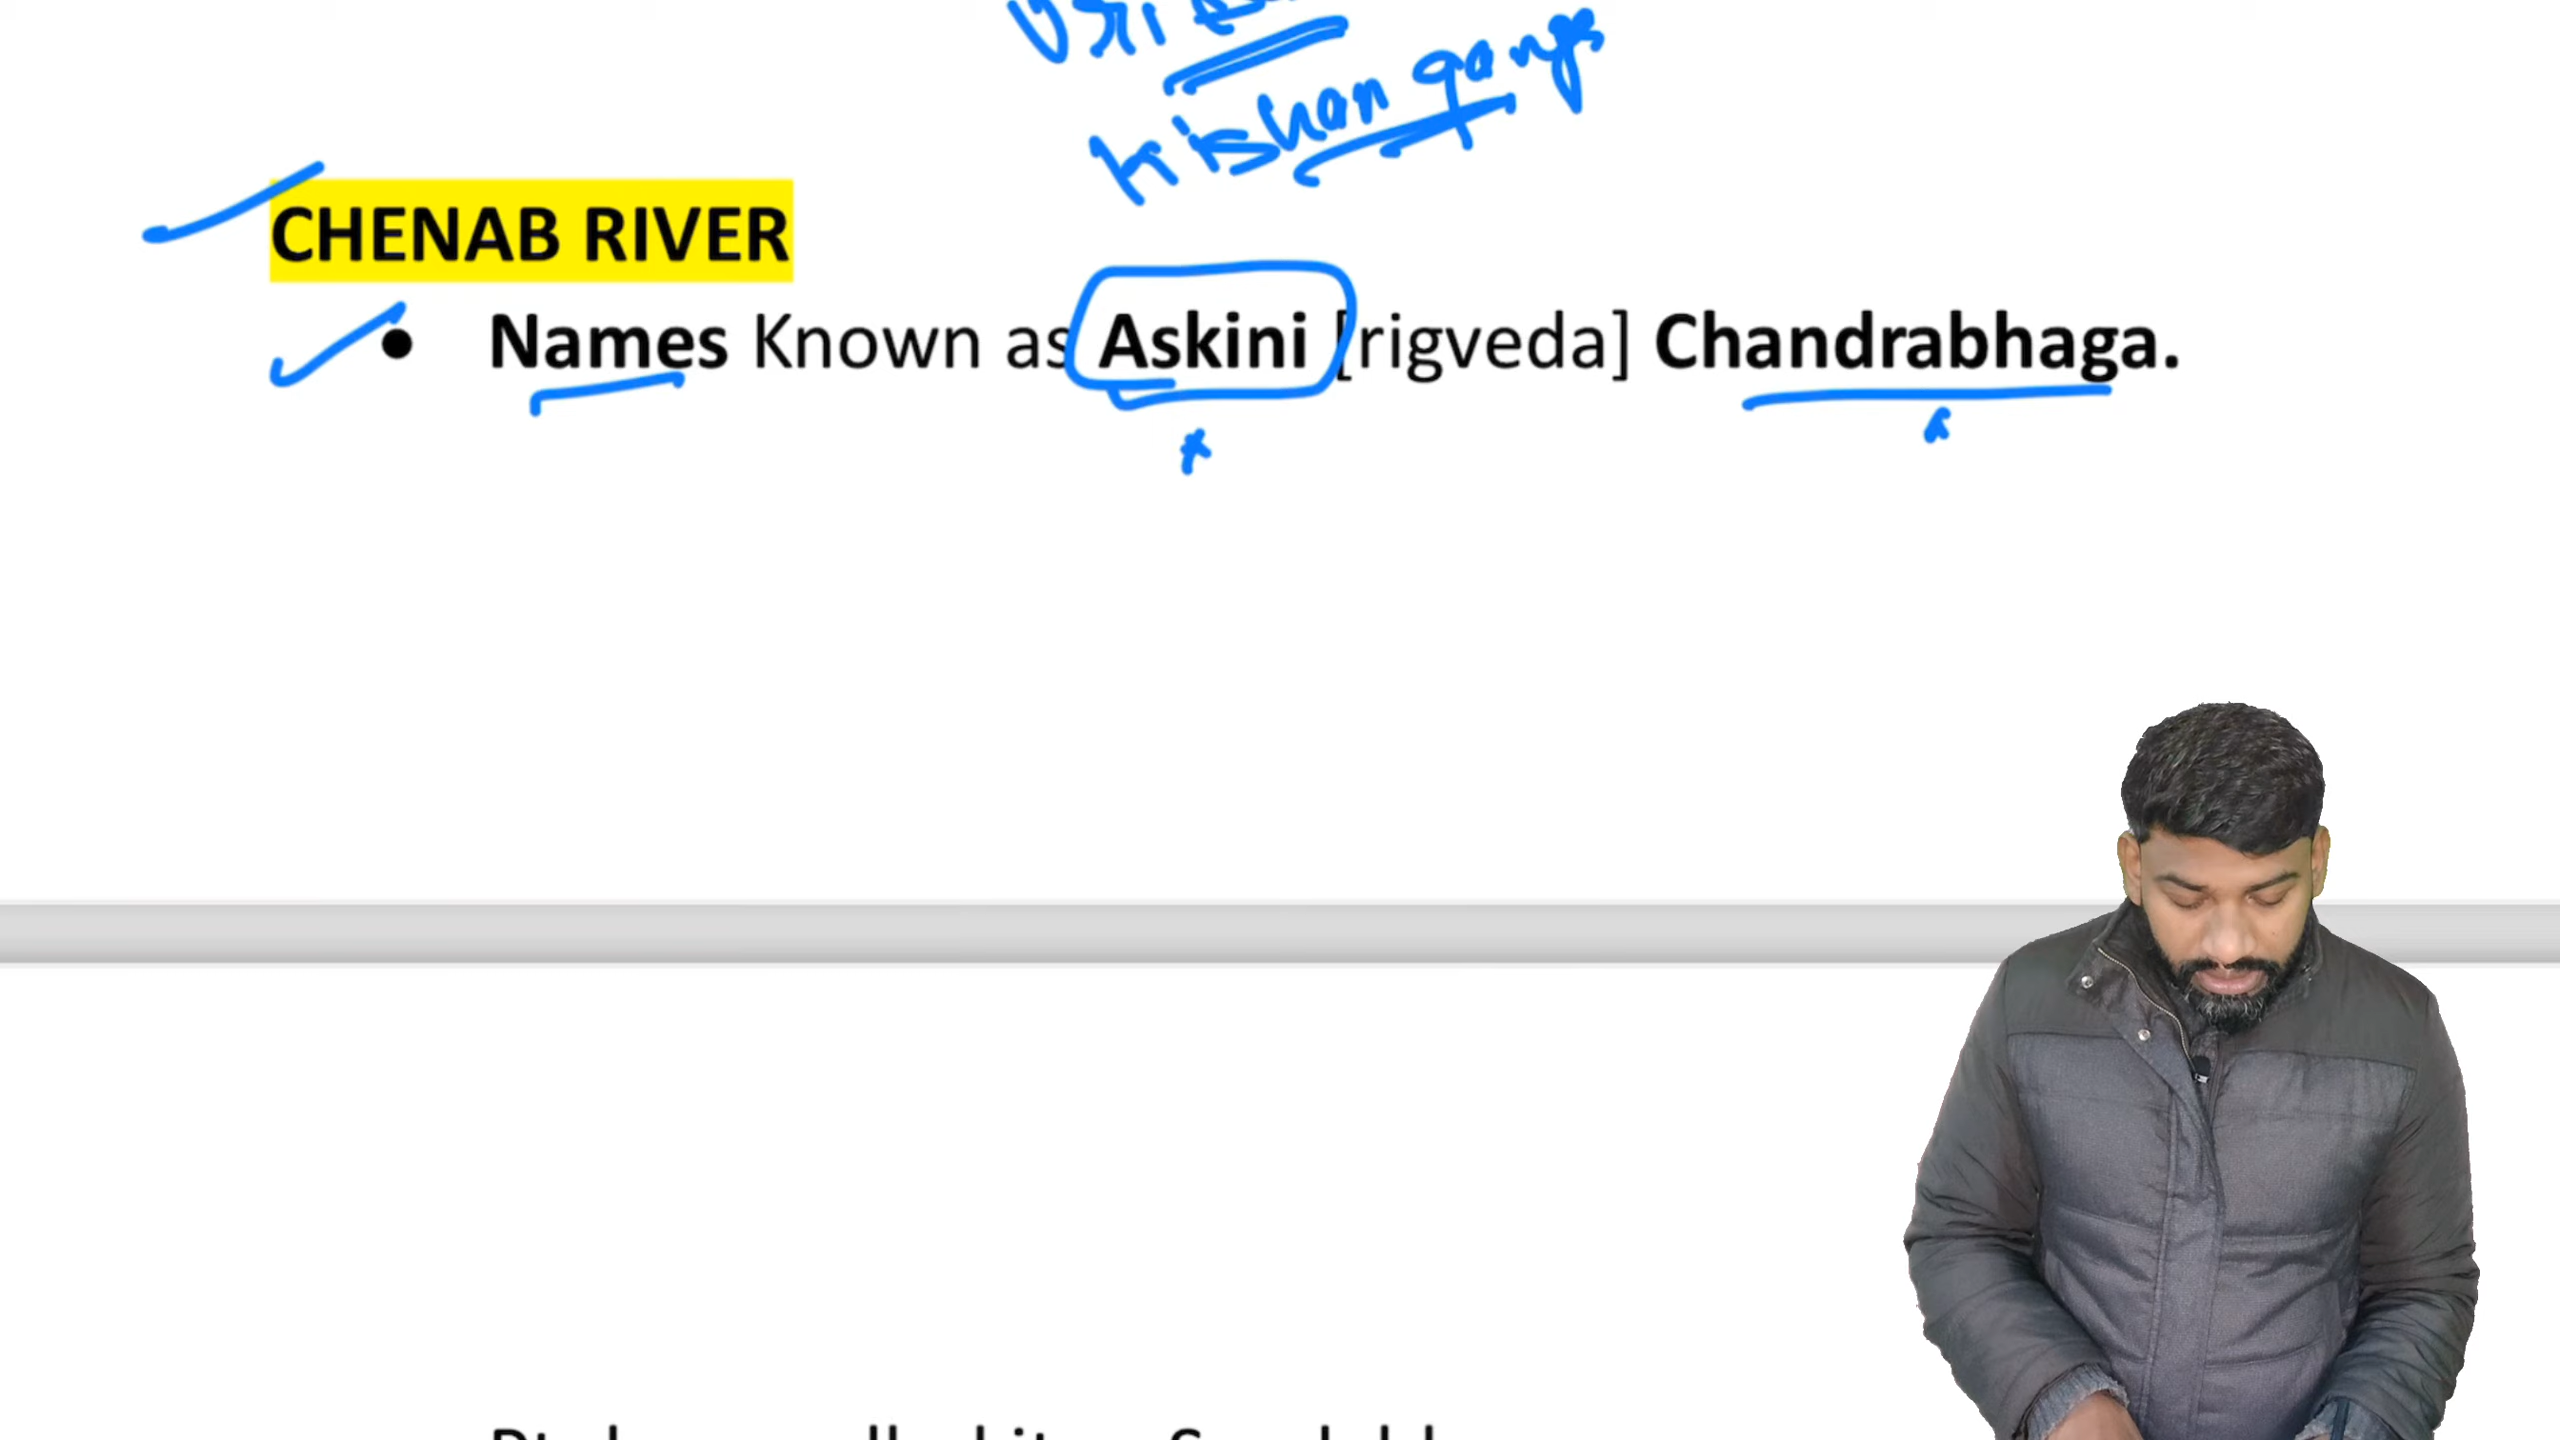 kishan ganga
CHENAB RIVER
• Names Known as Askini [rigveda] Chandrabhaga.